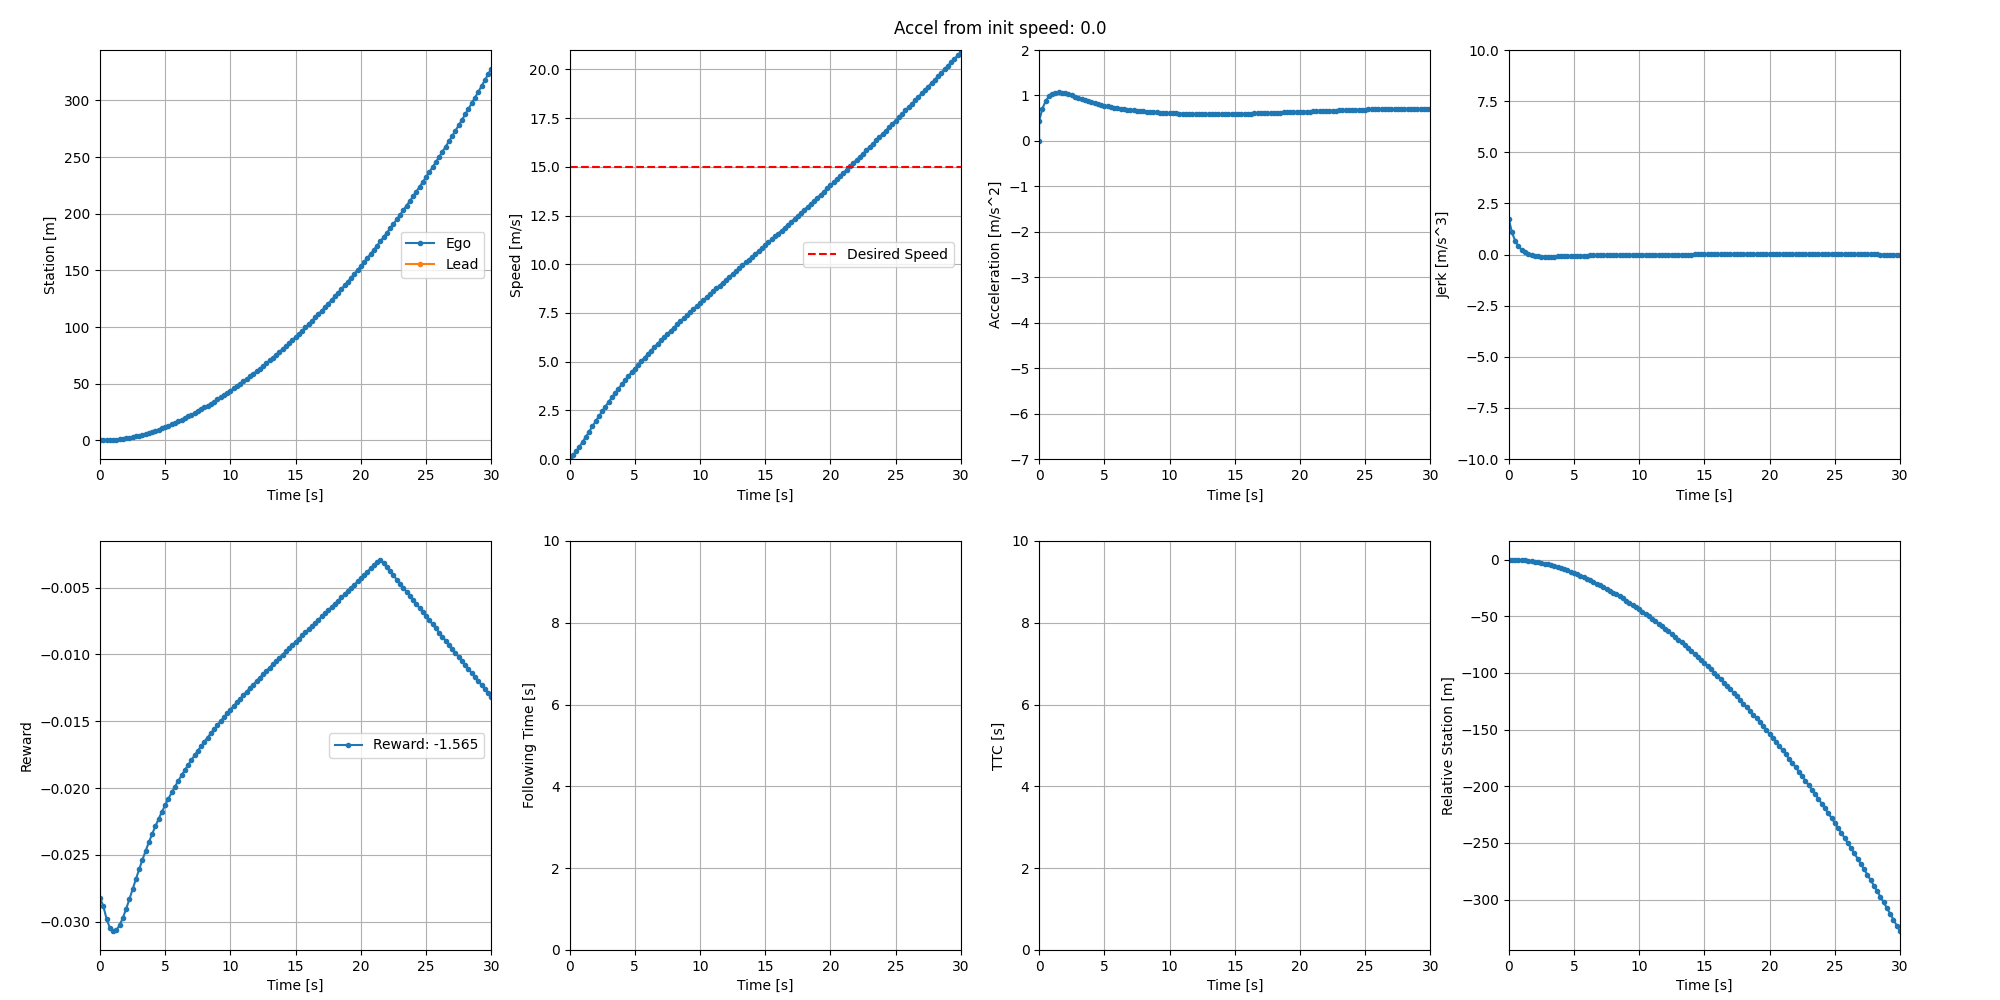 Accel from init speed: 0.0
Station [m]
300
250
200
150
100
50
0
Ego
Lead
0 5 10 15 20 25 30
Time [s]
Speed [m/s]
20.0
17.5
15.0
12.5
10.0
7.5
5.0
2.5
0.0
Desired Speed
0 5 10 15 20 25 30
Time [s]
Acceleration [m/s^2]
2
1
0
−1
−2
−3
−4
−5
−6
−7
0 5 10 15 20 25 30
Time [s]
Jerk [m/s^3]
10.0
7.5
5.0
2.5
0.0
−2.5
−5.0
−7.5
−10.0
0 5 10 15 20 25 30
Time [s]
Reward
−0.005
−0.010
−0.015
−0.020
−0.025
−0.030
Reward: -1.565
0 5 10 15 20 25 30
Time [s]
Following Time [s]
10
8
6
4
2
0
0 5 10 15 20 25 30
Time [s]
TTC [s]
10
8
6
4
2
0
0 5 10 15 20 25 30
Time [s]
Relative Station [m]
0
−50
−100
−150
−200
−250
−300
0 5 10 15 20 25 30
Time [s]